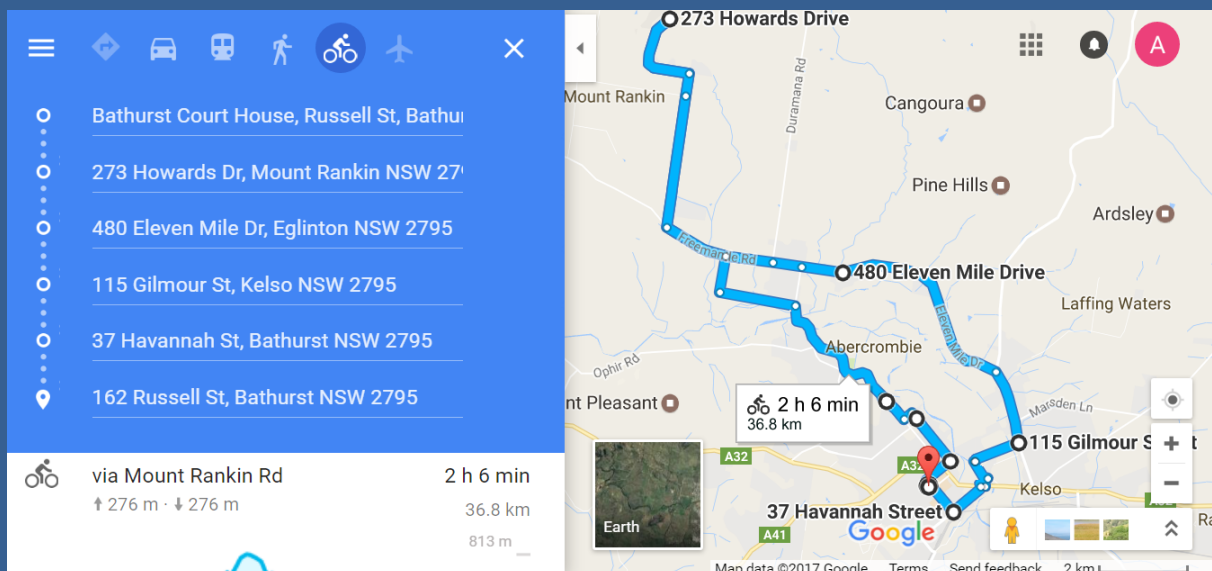 Bathurst Court House, Russell St, Bathu
273 Howards Dr, Mount Rankin NSW 27
480 Eleven Mile Dr, Eglinton NSW 2795
115 Gilmour St, Kelso NSW 2795
37 Havannah St, Bathurst NSW 2795
162 Russell St, Bathurst NSW 2795
via Mount Rankin Rd
2 h 6 min
276 m · 276 m
36.8 km
813 m
273 Howards Drive
A
Mount Rankin
Duramana Rd
Cangoura
Pine Hills
Ardsley
Freemantle Rd
480 Eleven Mile Drive
Laffing Waters
Eleven Mile Dr
Abercrombie
Ophir Rd
nt Pleasant
2 h 6 min
36.8 km
Marsden Ln
115 Gilmour S
A32
A32
Kelso
37 Havannah Street
Google
A41
Earth
Map data ©2017 Google Terms Send feedback 2 km